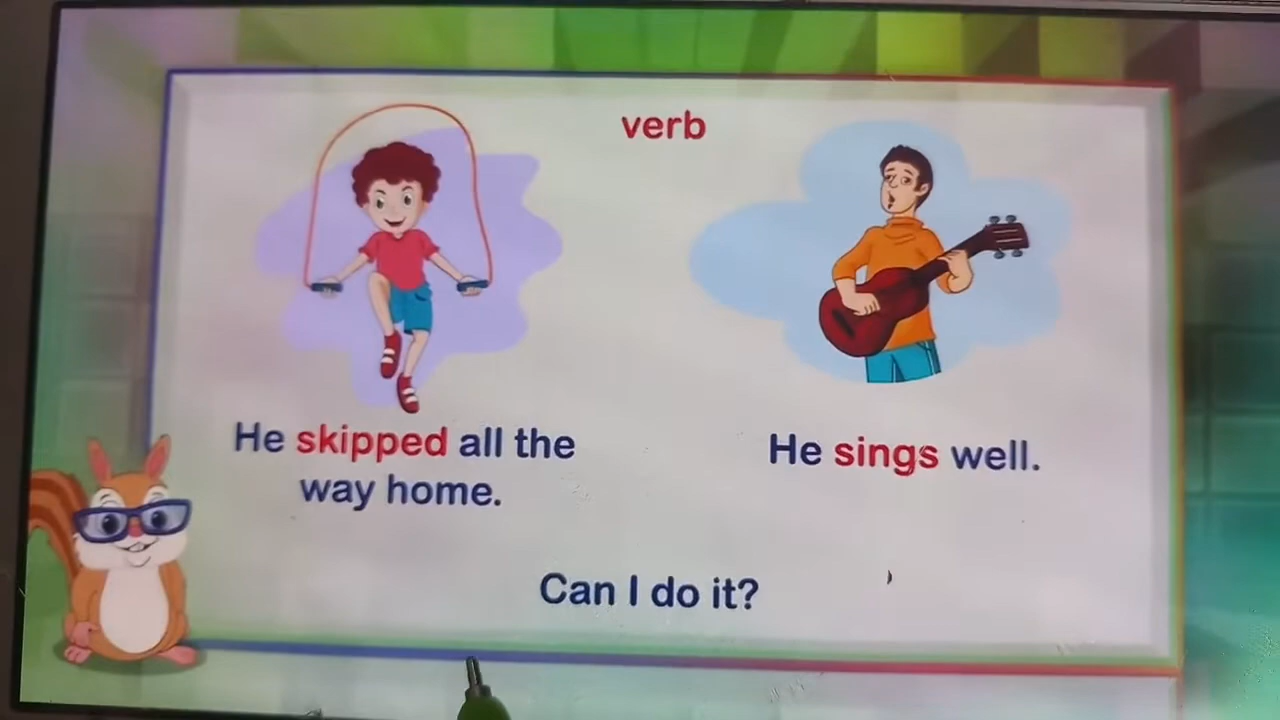 verb
He skipped all the
way home.
He sings well.
Can I do it?